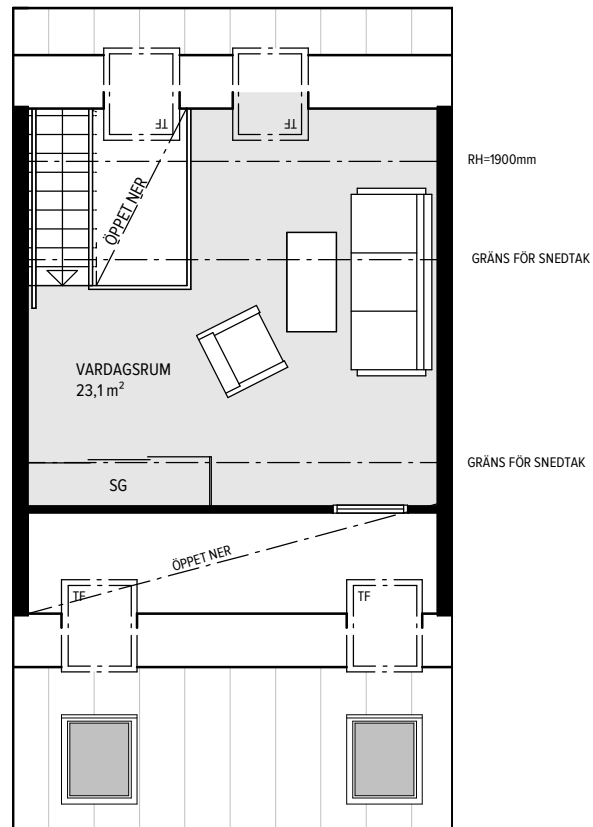 TF
TF
RH=1900mm
ÖPPET NER
GRÄNS FÖR SNEDTAK
VARDAGSRUM
23,1 m²
GRÄNS FÖR SNEDTAK
SG
ÖPPET NER
TF
TF